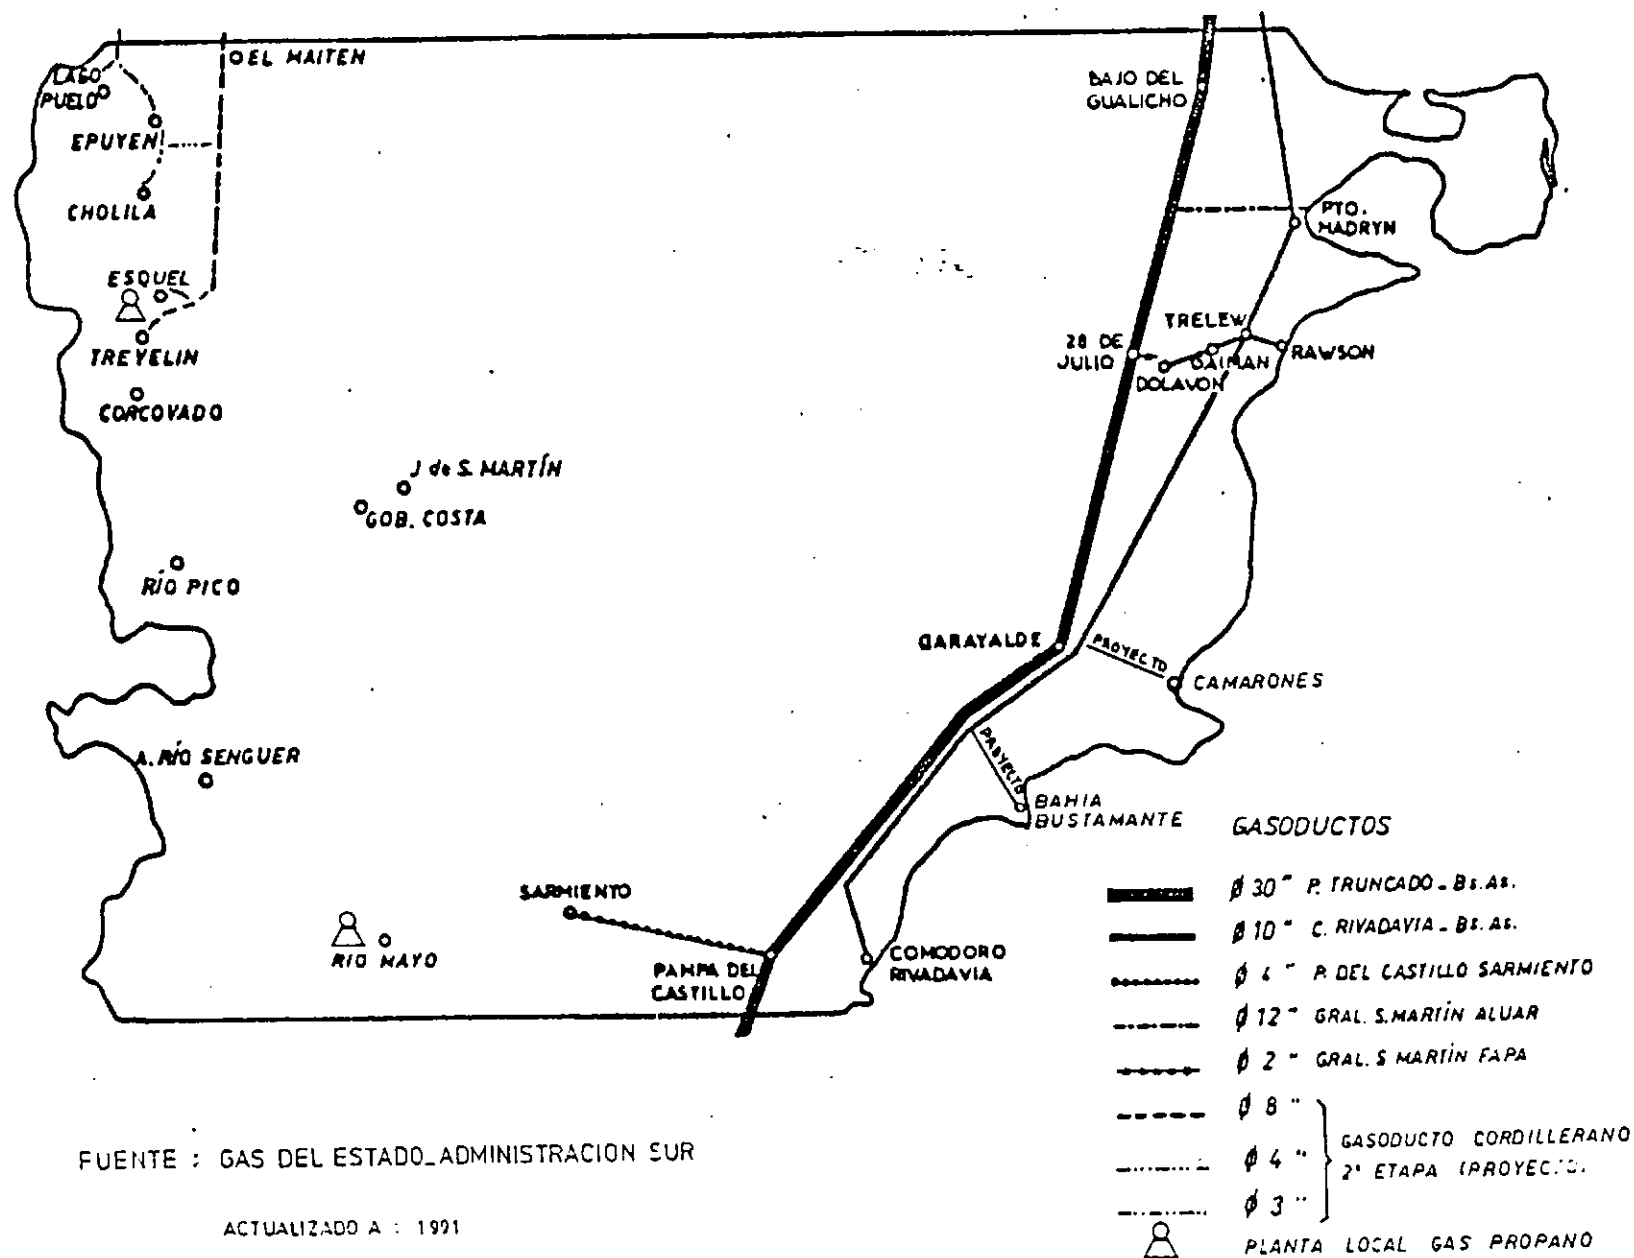 EL MAITEN
LAGO
PUELO
EPUYEN
CHOLILA
ESQUEL
TREVELIN
CORCOVADO
J de S. MARTÍN
GOB. COSTA
RÍO PICO
A. RÍO SENGUER
SARMIENTO
RIO MAYO
PAMPA DEL
CASTILLO
COMODORO
RIVADAVIA
BAJO DEL
GUALICHO
PTO.
MADRYN
TRELEW
28 DE
JULIO
GAIMAN
DOLAVON
RAWSON
GARAYALDE
PROYECTO
CAMARONES
PROYECTO
BAHIA
BUSTAMANTE
GASODUCTOS
ø 30" P. TRUNCADO - Bs. As.
ø 10" C. RIVADAVIA - Bs. As.
ø 4" P. DEL CASTILLO SARMIENTO
ø 12" GRAL. S. MARTÍN ALUAR
ø 2" GRAL. S MARTÍN FAPA
ø 8"
ø 4"
ø 3"
GASODUCTO CORDILLERANO
2ª ETAPA
PLANTA LOCAL GAS PROPANO
FUENTE : GAS DEL ESTADO_ADMINISTRACION SUR
ACTUALIZADO A : 1991